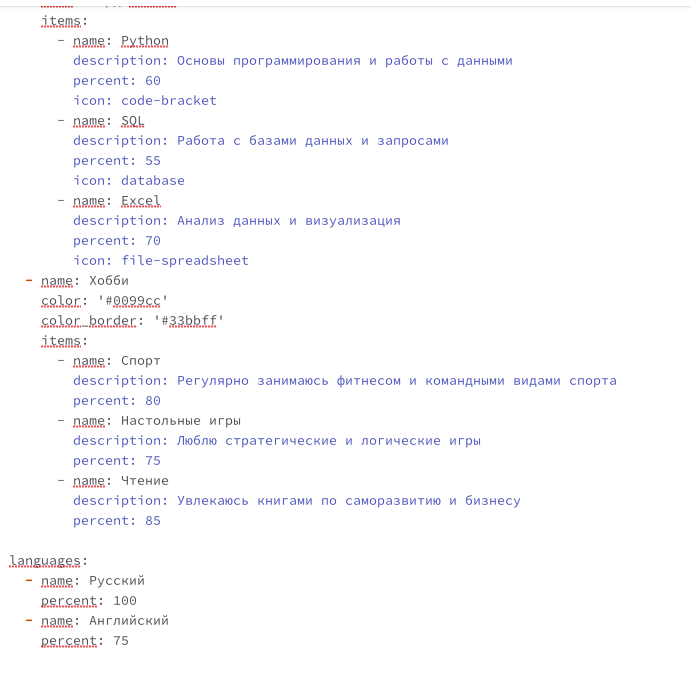 items:
- name: Python
description: Основы программирования и работы с данными
percent: 60
icon: code-bracket
- name: SQL
description: Работа с базами данных и запросами
percent: 55
icon: database
- name: Excel
description: Анализ данных и визуализация
percent: 70
icon: file-spreadsheet
- name: Хобби
color: '#0099cc'
color_border: '#33bbff'
items:
- name: Спорт
description: Регулярно занимаюсь фитнесом и командными видами спорта
percent: 80
- name: Настольные игры
description: Люблю стратегические и логические игры
percent: 75
- name: Чтение
description: Увлекаюсь книгами по саморазвитию и бизнесу
percent: 85
languages:
- name: Русский
percent: 100
- name: Английский
percent: 75